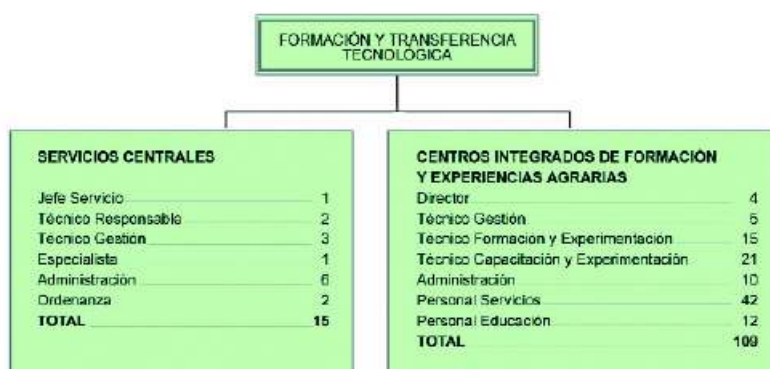 FORMACIÓN Y TRANSFERENCIA
TECNOLÓGICA
SERVICIOS CENTRALES
Jefe Servicio 1
Técnico Responsable 2
Técnico Gestión 3
Especialista 1
Administración 6
Ordenanza 2
TOTAL 15
CENTROS INTEGRADOS DE FORMACIÓN
Y EXPERIENCIAS AGRARIAS
Director 4
Técnico Gestión 5
Técnico Formación y Experimentación 15
Técnico Capacitación y Experimentación 21
Administración 10
Personal Servicios 42
Personal Educación 12
TOTAL 109